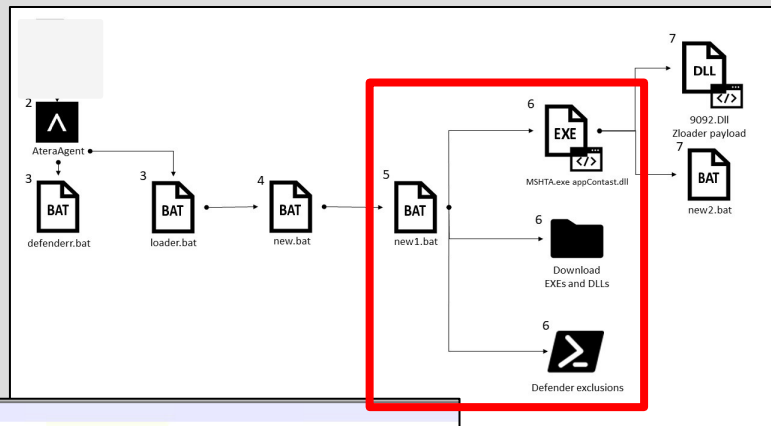 7
DLL
</>
9092.Dll
Zloader payload
2
AteraAgent
6
EXE
</>
MSHTA.exe appContast.dll
7
BAT
new2.bat
3
BAT
defenderr.bat
3
BAT
loader.bat
4
BAT
new.bat
5
BAT
new1.bat
6
Download
EXEs and DLLs
6
Defender exclusions